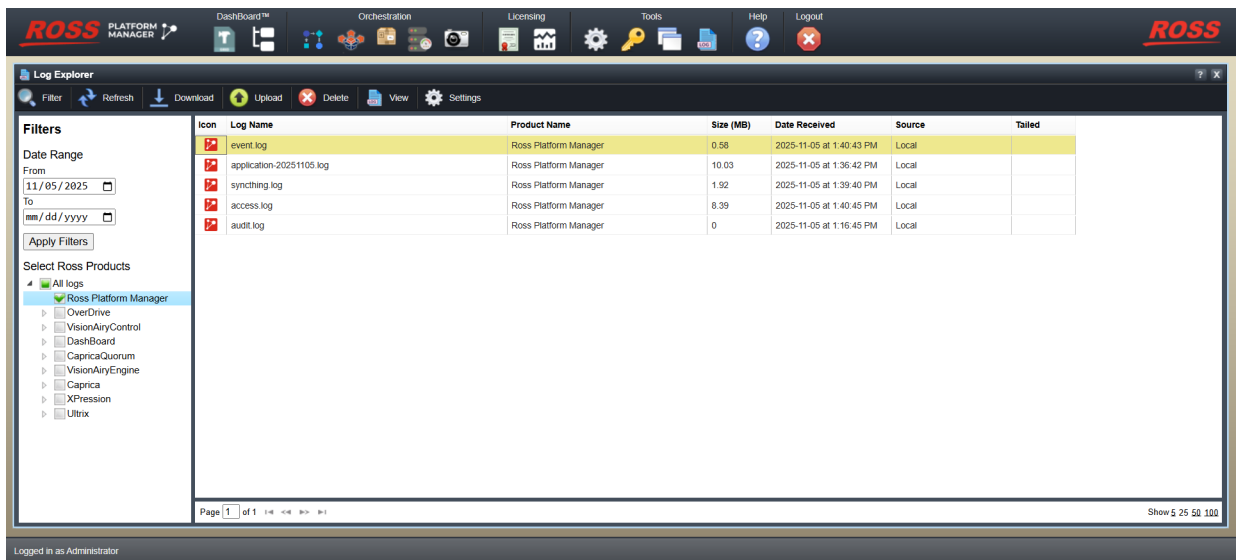 DashBoard™ Orchestration Licensing Tools Help Logout
ROSS PLATFORM MANAGER
ROSS
Log Explorer
? X
Filter Refresh Download Upload Delete View Settings
Filters
Date Range
From
11/05/2025
To
mm/dd/yyyy
Apply Filters
Select Ross Products
All logs
Ross Platform Manager
OverDrive
VisionAiryControl
DashBoard
CapricaQuorum
VisionAiryEngine
Caprica
XPression
Ultrix
Icon Log Name Product Name Size (MB) Date Received Source Tailed
event.log Ross Platform Manager 0.58 2025-11-05 at 1:40:43 PM Local
application-20251105.log Ross Platform Manager 10.03 2025-11-05 at 1:36:42 PM Local
syncthing.log Ross Platform Manager 1.92 2025-11-05 at 1:39:40 PM Local
access.log Ross Platform Manager 8.39 2025-11-05 at 1:40:45 PM Local
audit.log Ross Platform Manager 0 2025-11-05 at 1:16:45 PM Local
Page 1 of 1
Show 5 25 50 100
Logged in as Administrator